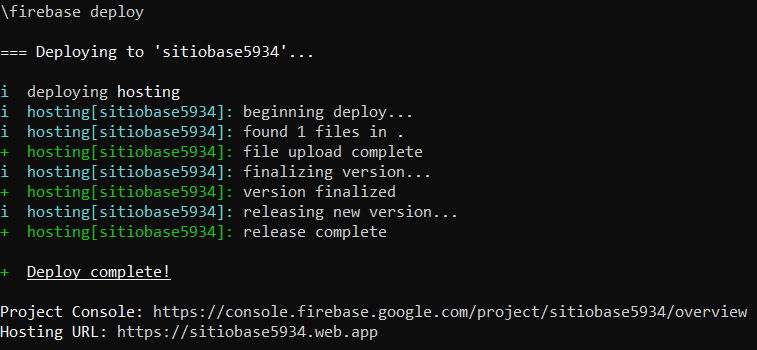 \firebase deploy
=== Deploying to 'sitiobase5934'...
i  deploying hosting
i  hosting[sitiobase5934]: beginning deploy...
i  hosting[sitiobase5934]: found 1 files in .
+  hosting[sitiobase5934]: file upload complete
i  hosting[sitiobase5934]: finalizing version...
+  hosting[sitiobase5934]: version finalized
i  hosting[sitiobase5934]: releasing new version...
+  hosting[sitiobase5934]: release complete
+  Deploy complete!
Project Console: https://console.firebase.google.com/project/sitiobase5934/overview
Hosting URL: https://sitiobase5934.web.app